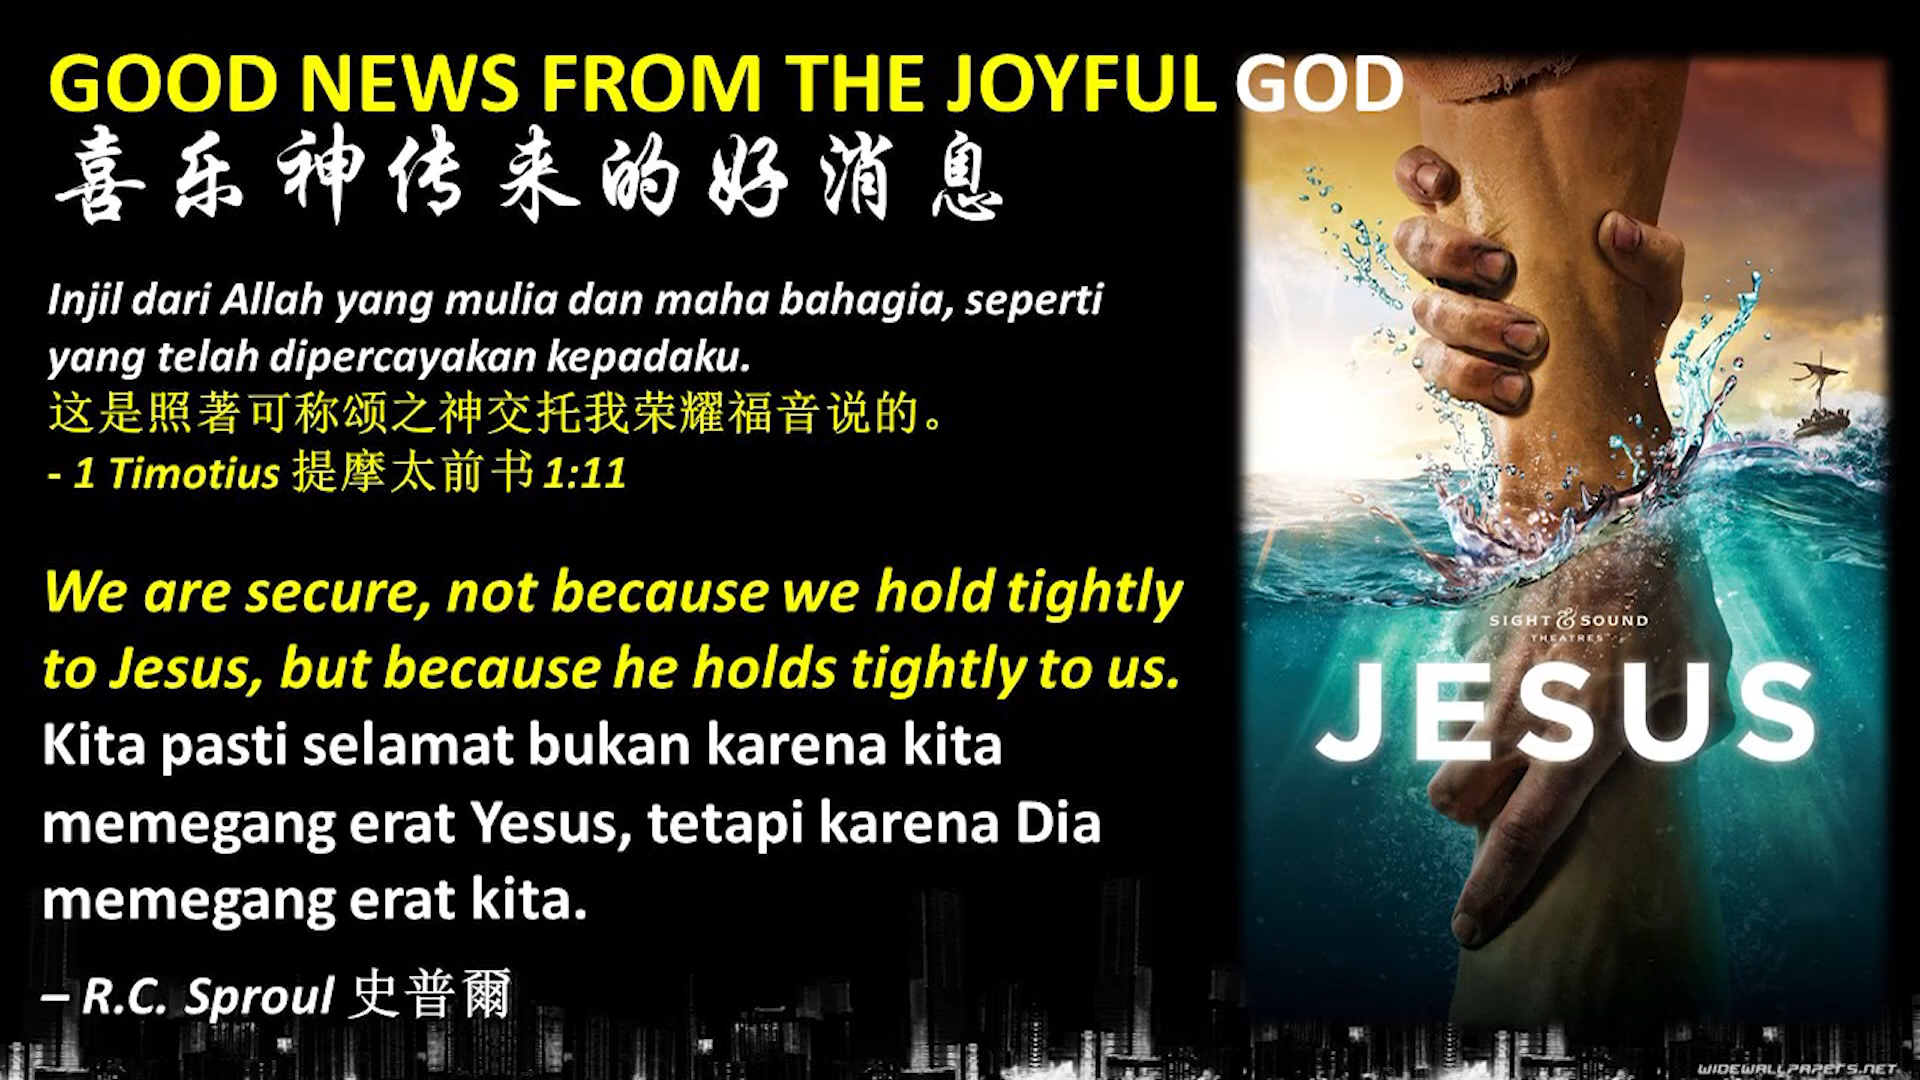 GOOD NEWS FROM THE JOYFUL GOD
喜乐神传来的好消息
Injil dari Allah yang mulia dan maha bahagia, seperti
yang telah dipercayakan kepadaku.
这是照著可称颂之神交托我荣耀福音说的。
- 1 Timotius 提摩太前书 1:11
We are secure, not because we hold tightly
to Jesus, but because he holds tightly to us.
Kita pasti selamat bukan karena kita
memegang erat Yesus, tetapi karena Dia
memegang erat kita.
– R.C. Sproul 史普爾
SIGHT & SOUND
THEATRES
JESUS
WIDEWALLPAPERS.NET